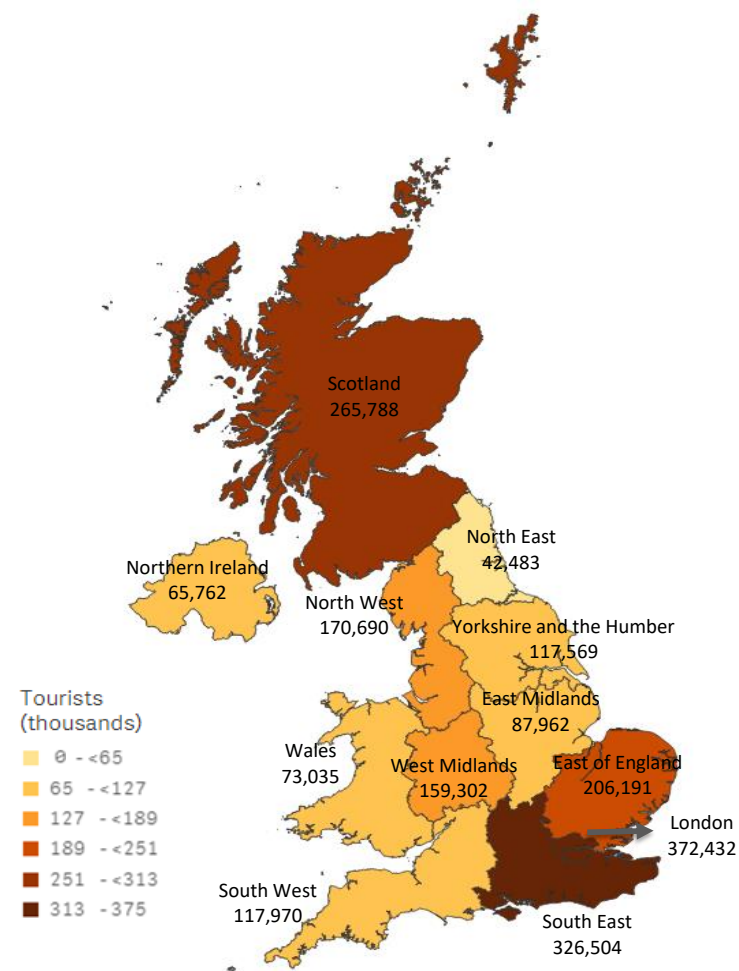 Scotland
265,788
North East
42,483
Northern Ireland
65,762
North West
170,690
Yorkshire and the Humber
117,569
East Midlands
87,962
Wales
73,035
West Midlands
159,302
East of England
206,191
London
372,432
South West
117,970
South East
326,504
Tourists
(thousands)
0 - <65
65 - <127
127 - <189
189 - <251
251 - <313
313 - 375